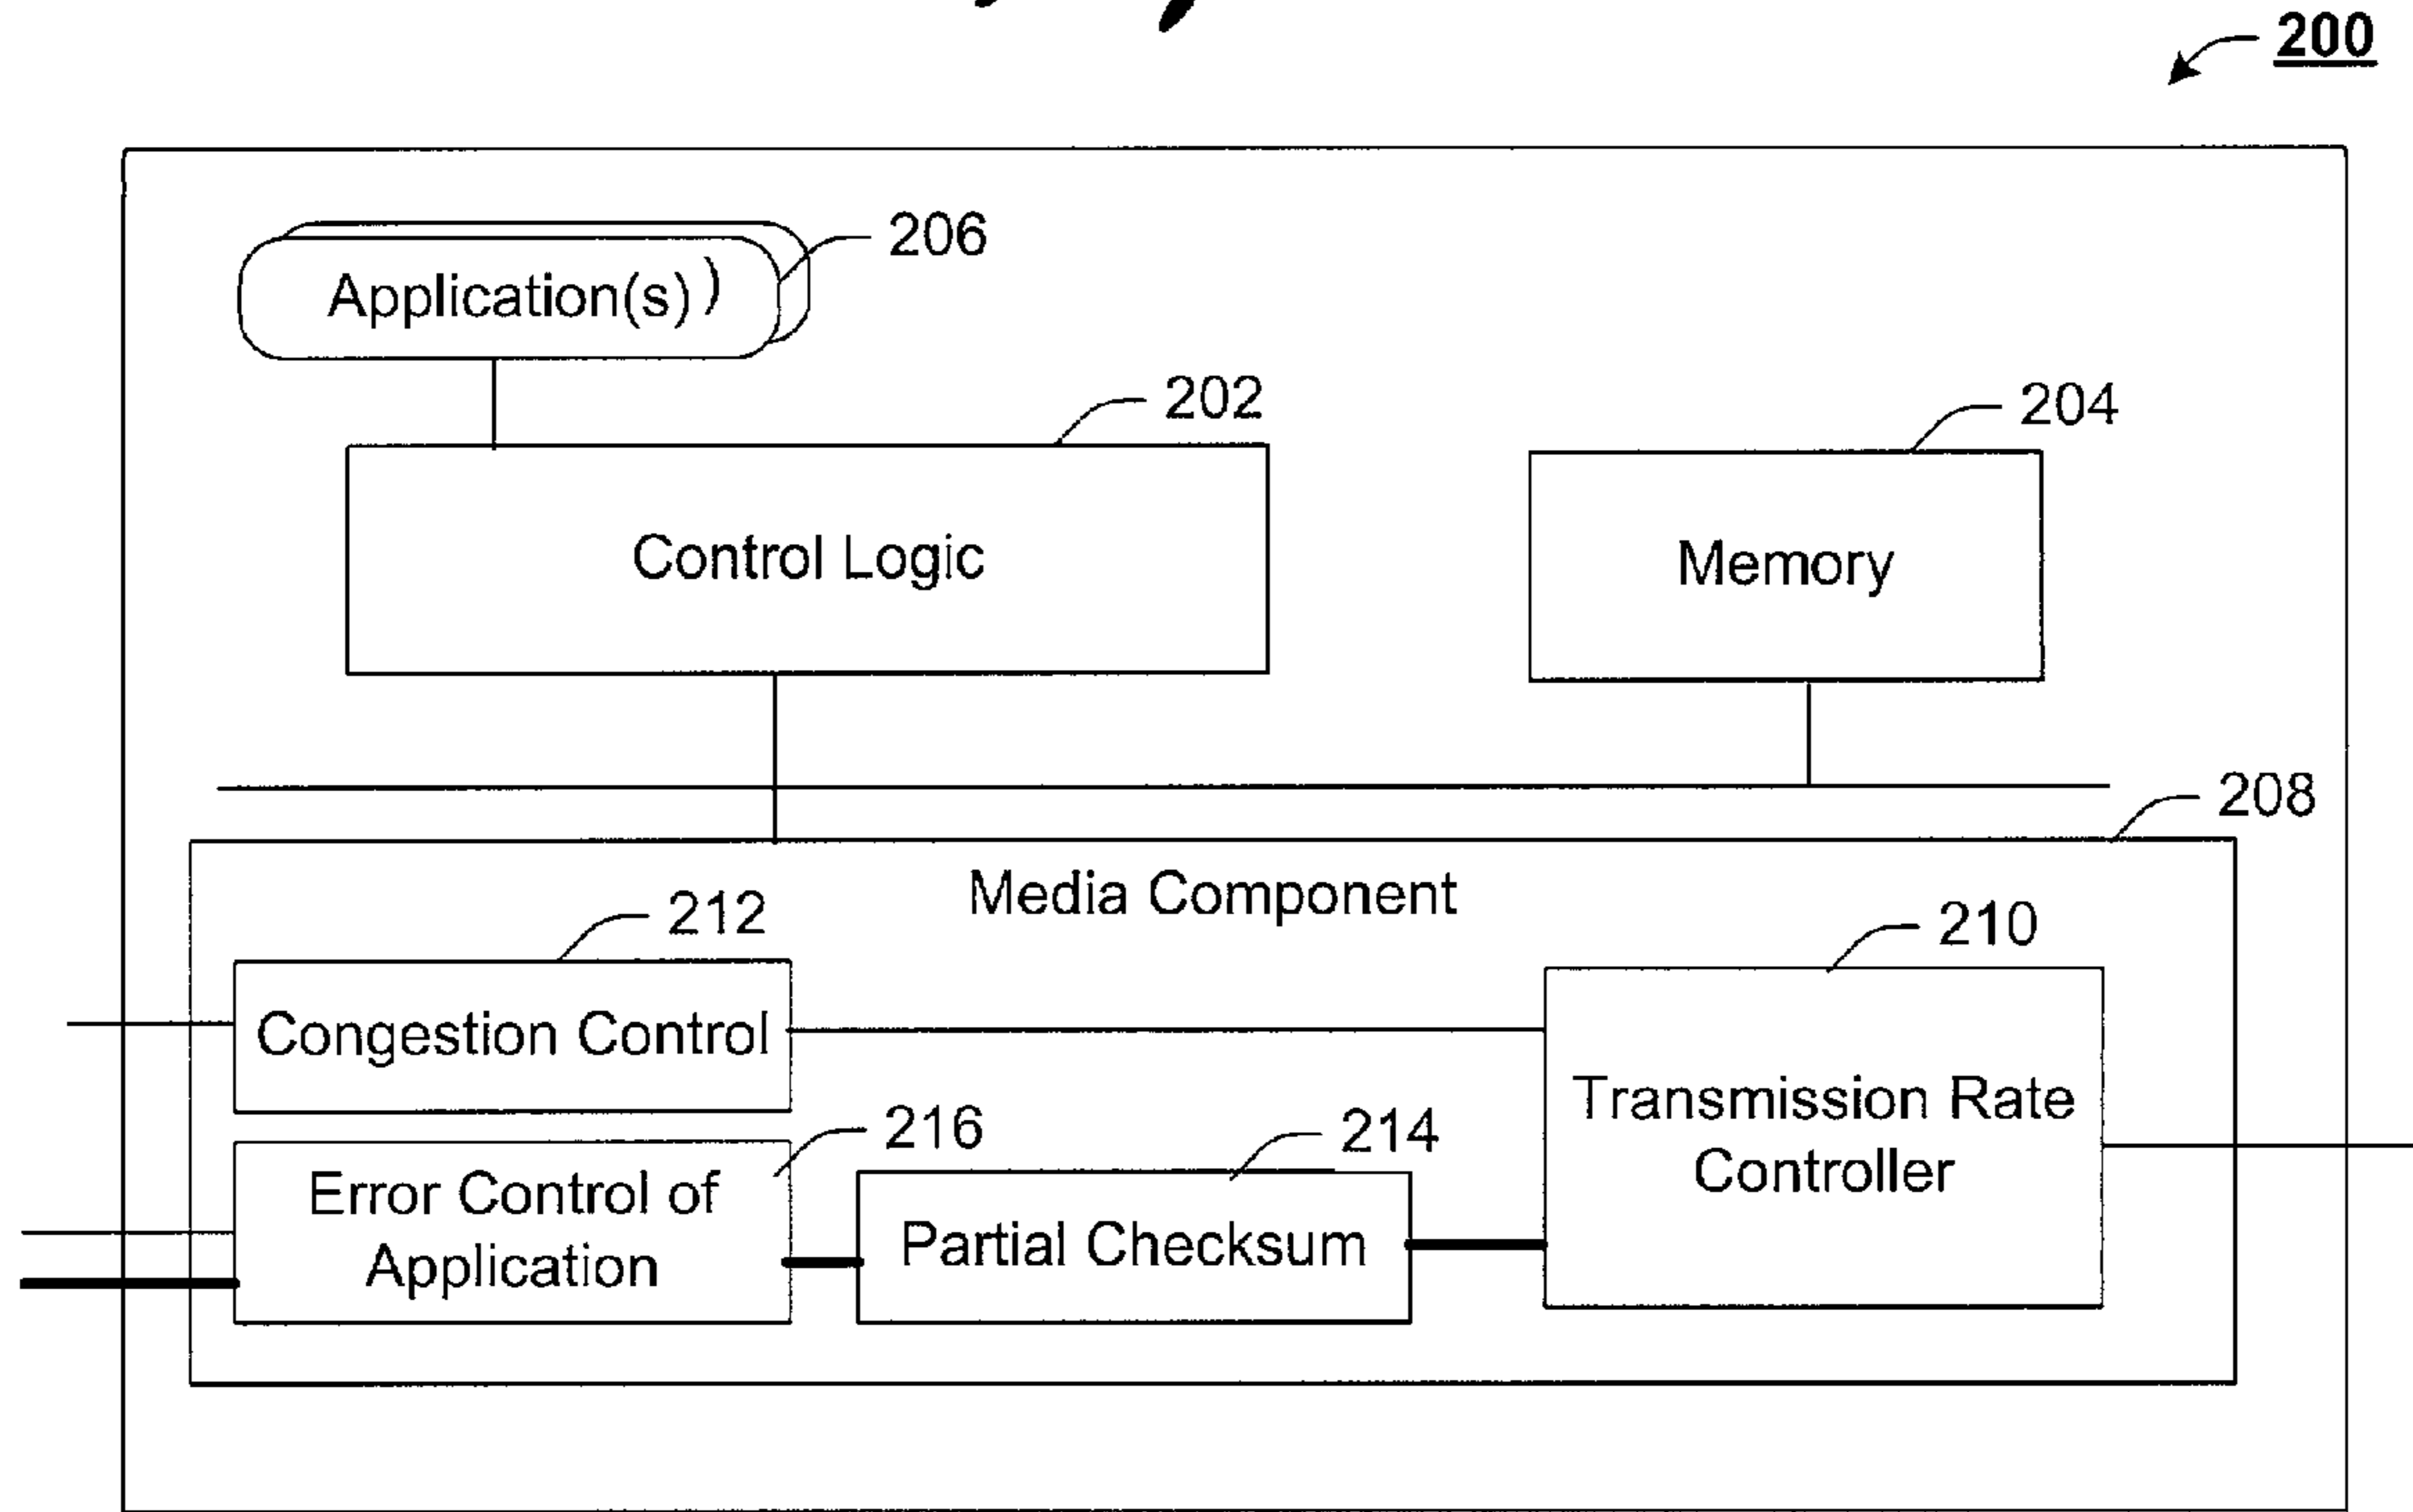 200
206
Application(s) )
202
204
Control Logic
Memory
208
Media Component
212
210
Congestion Control
Transmission Rate
Controller
216
214
Error Control of
Application
Partial Checksum